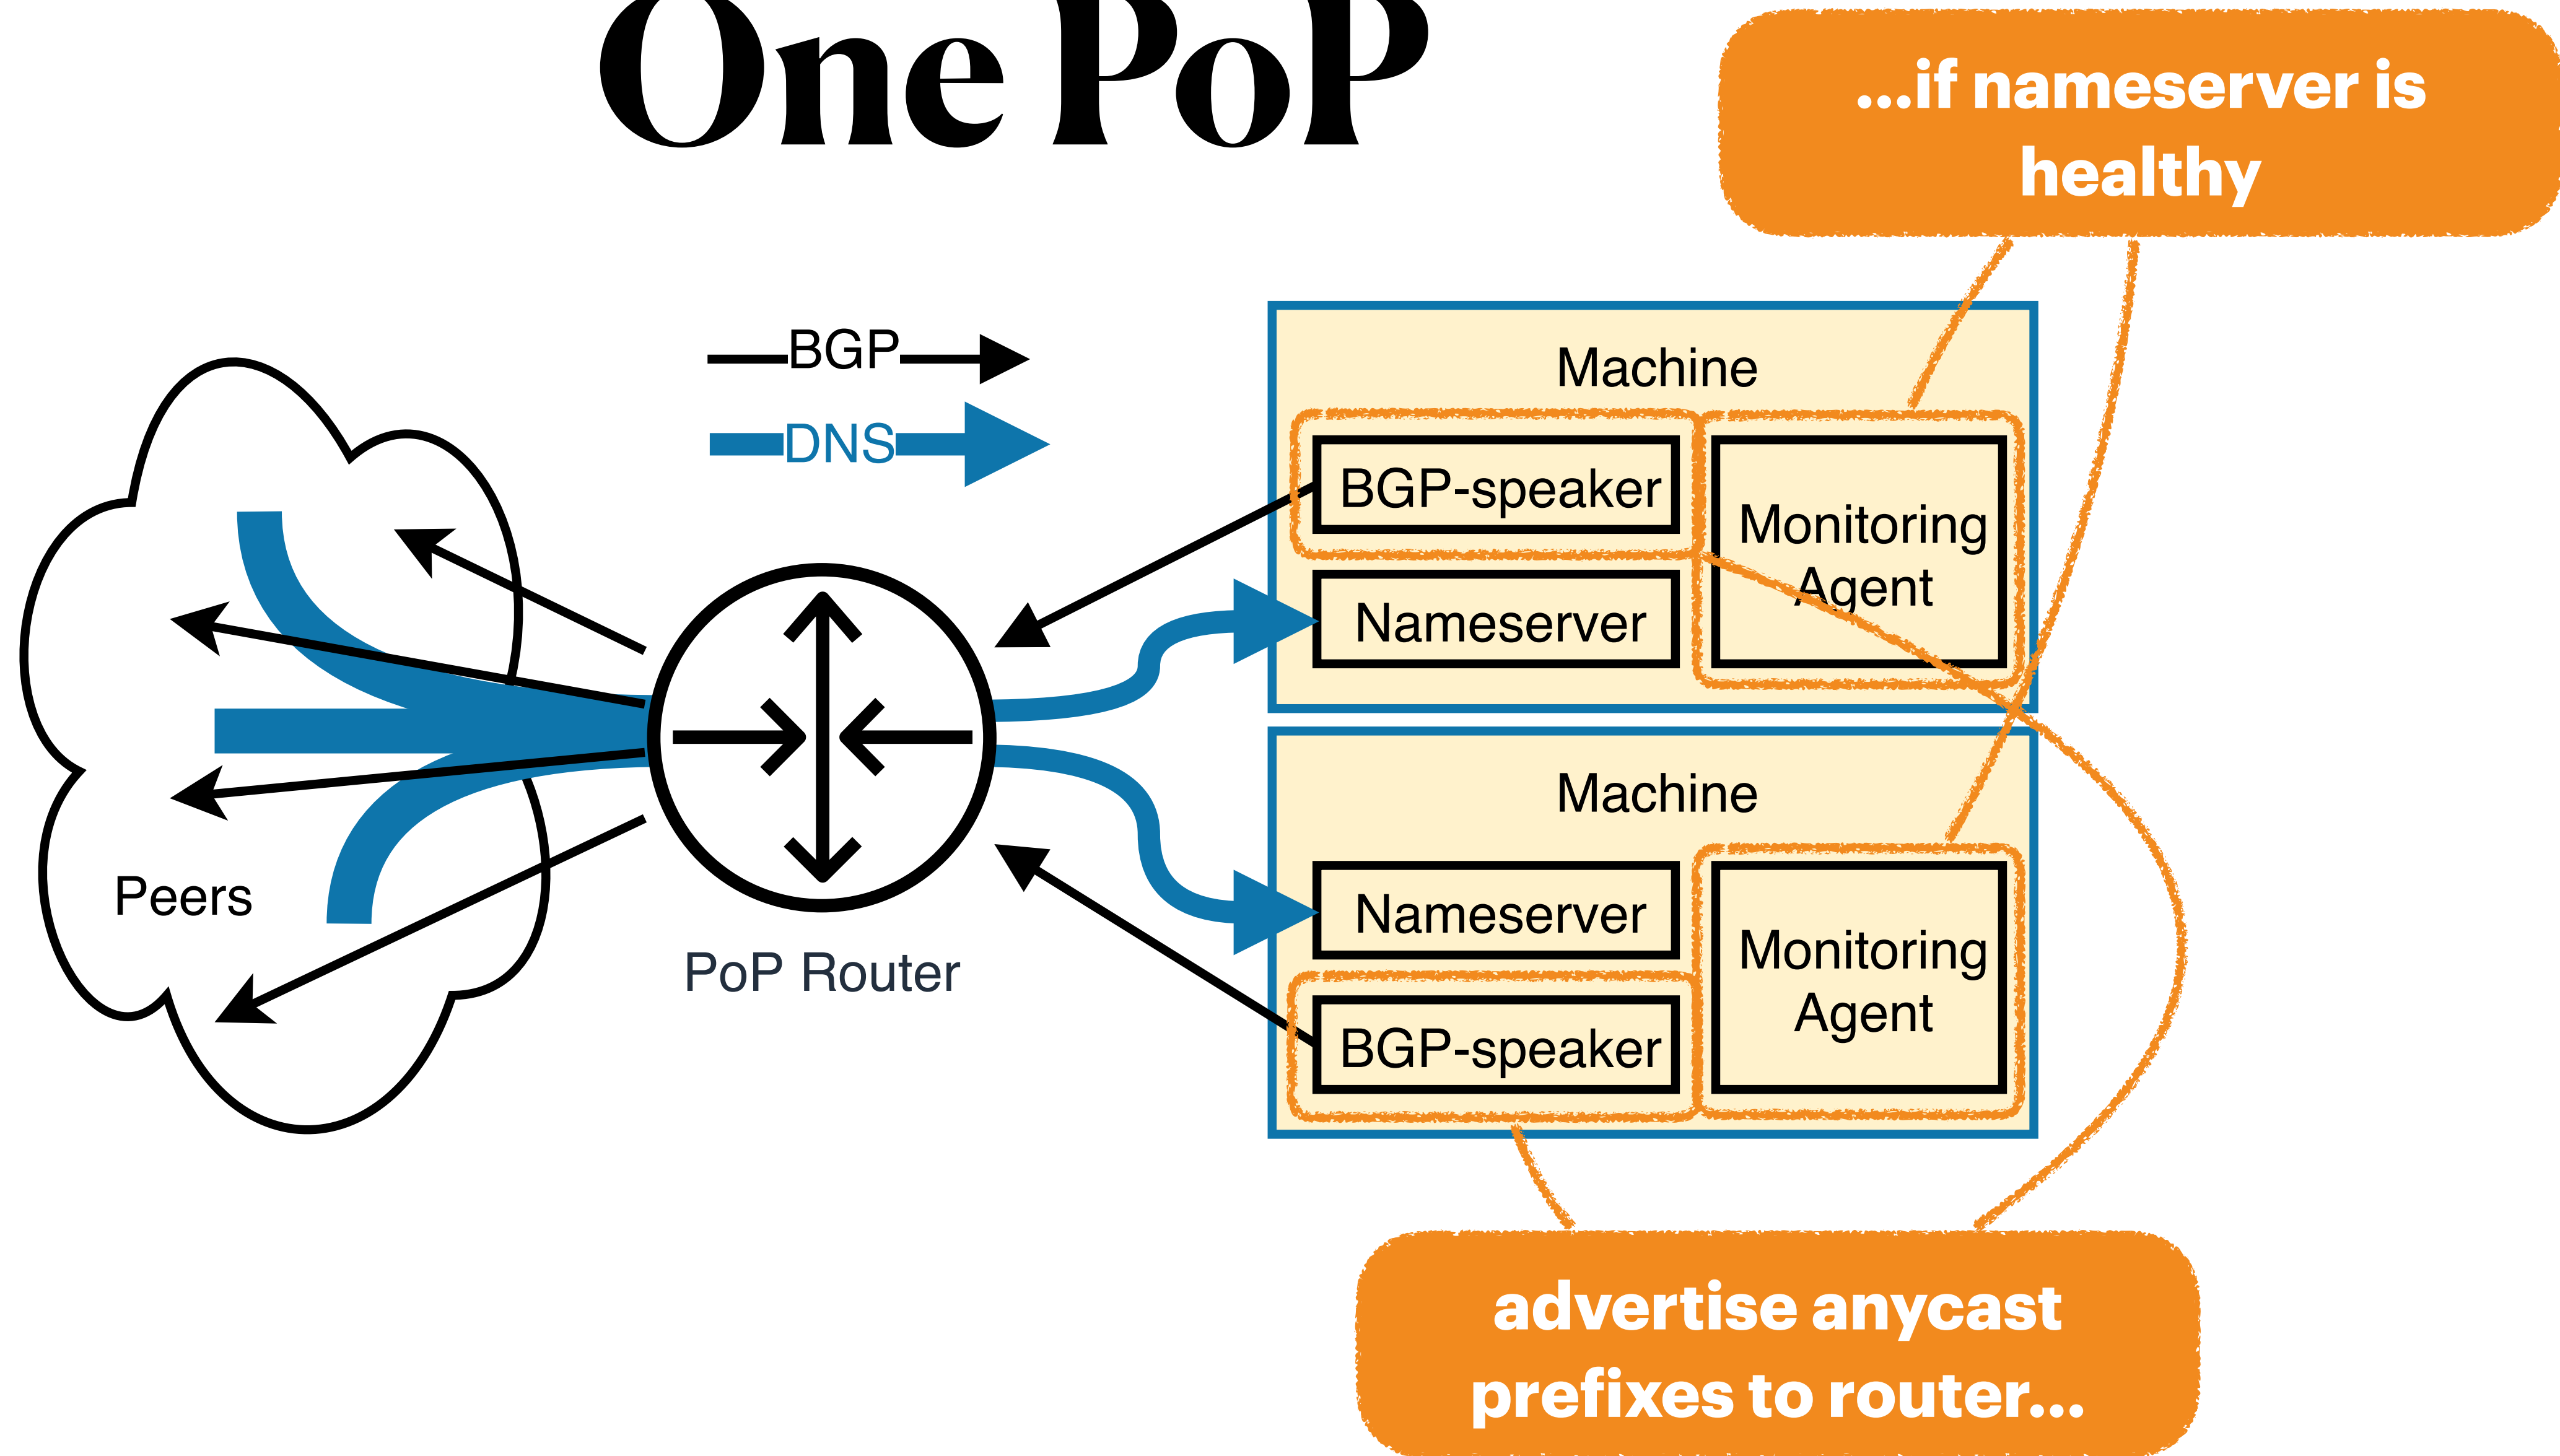 One PoP
...if nameserver is
healthy
BGP
DNS
Machine
BGP-speaker
Monitoring
Agent
Nameserver
Machine
Nameserver
Monitoring
Agent
BGP-speaker
Peers
PoP Router
advertise anycast
prefixes to router...